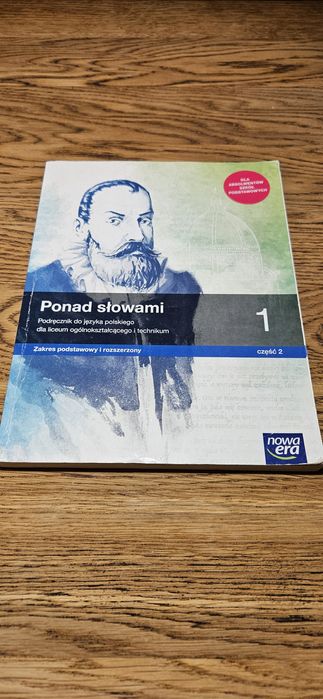 DLA
ABSOLWENTÓW
SZKÓŁ
PODSTAWOWYCH
Ponad słowami
Podręcznik do języka polskiego
dla liceum ogólnokształcącego i technikum
1
Zakres podstawowy i rozszerzony
część 2
nowa
era